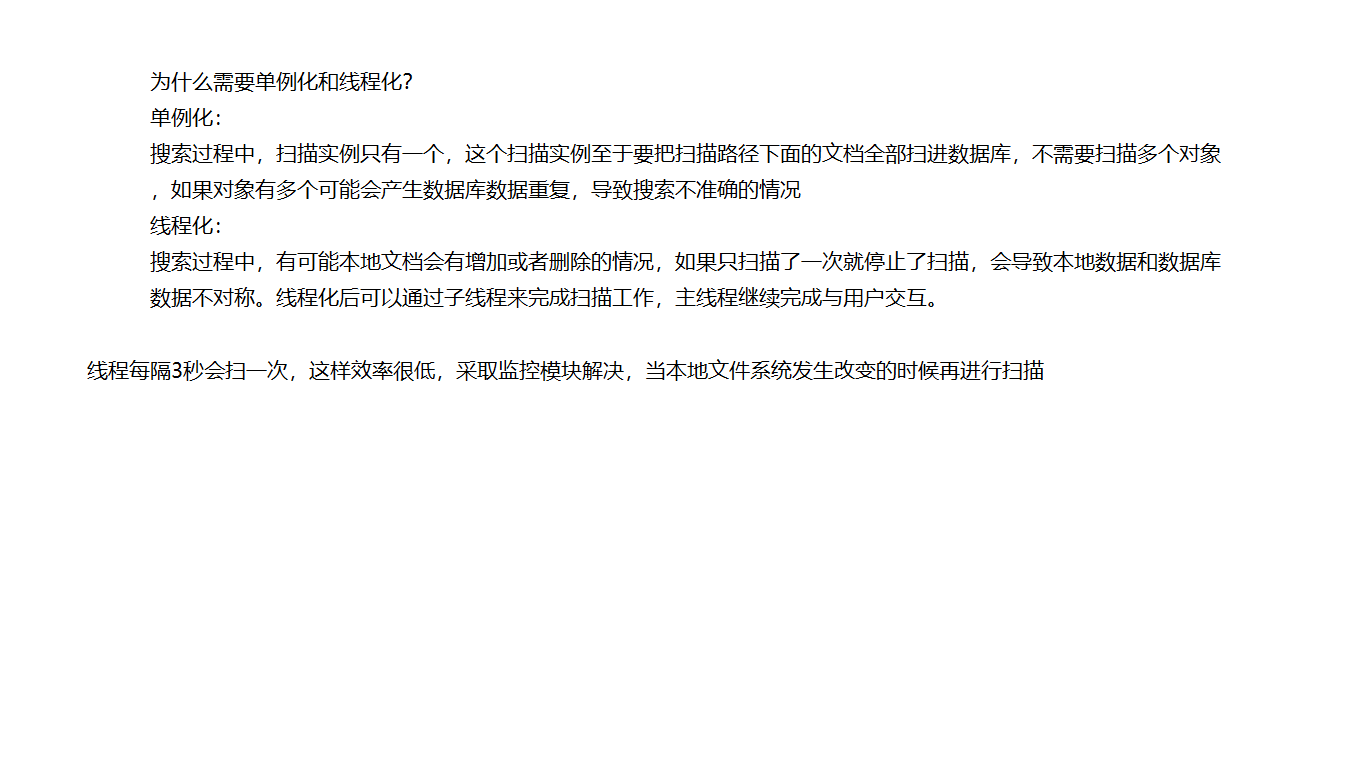 为什么需要单例化和线程化？
单例化：
搜索过程中，扫描实例只有一个，这个扫描实例至于要把扫描路径下面的文档全部扫进数据库，不需要扫描多个对象
，如果对象有多个可能会产生数据库数据重复，导致搜索不准确的情况
线程化：
搜索过程中，有可能本地文档会有增加或者删除的情况，如果只扫描了一次就停止了扫描，会导致本地数据和数据库
数据不对称。线程化后可以通过子线程来完成扫描工作，主线程继续完成与用户交互。
线程每隔3秒会扫一次，这样效率很低，采取监控模块解决，当本地文件系统发生改变的时候再进行扫描